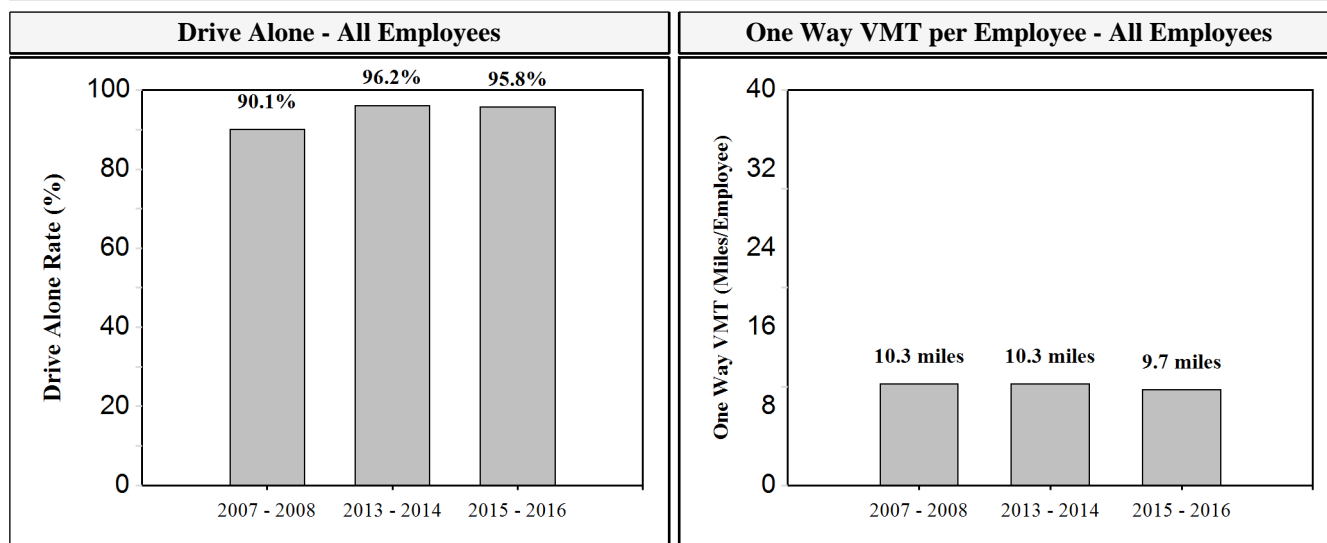 Drive Alone - All Employees
Drive Alone Rate (%)
100
80
60
40
20
0
90.1%
96.2%
95.8%
2007 - 2008
2013 - 2014
2015 - 2016
One Way VMT per Employee - All Employees
One Way VMT (Miles/Employee)
40
32
24
16
8
0
10.3 miles
10.3 miles
9.7 miles
2007 - 2008
2013 - 2014
2015 - 2016